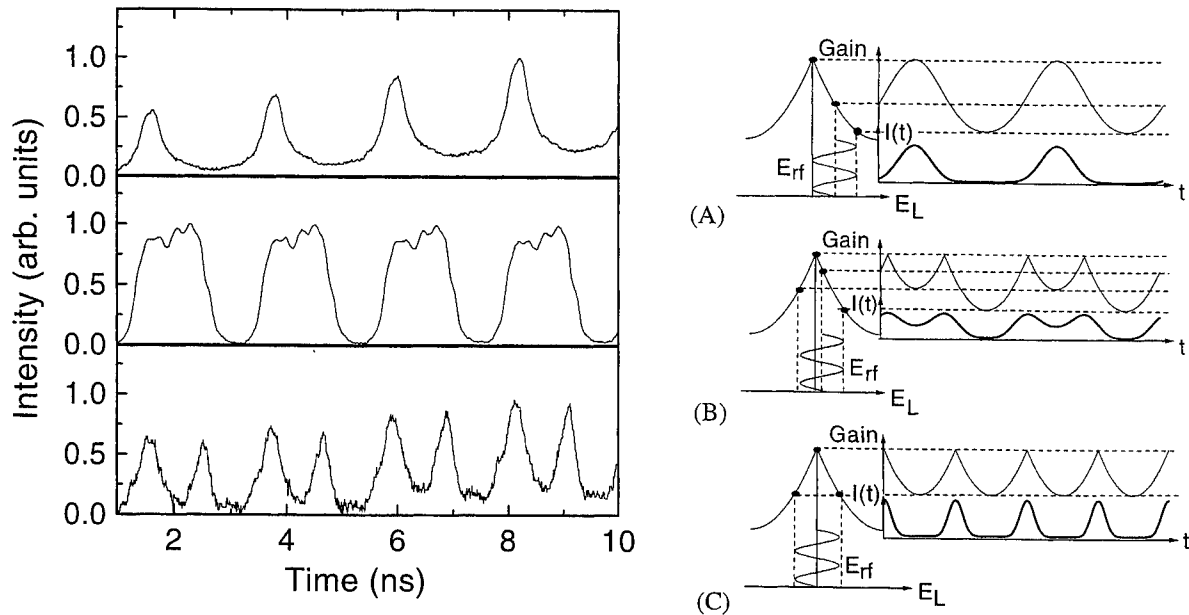 1.0
0.5
0.0
1.0
0.5
0.0
1.0
0.5
0.0
2 4 6 8 10
Time (ns)
Intensity (arb. units)
Gain
I(t)
E_rf
E_L
t
(A)
Gain
I(t)
E_rf
E_L
t
(B)
Gain
I(t)
E_rf
E_L
t
(C)